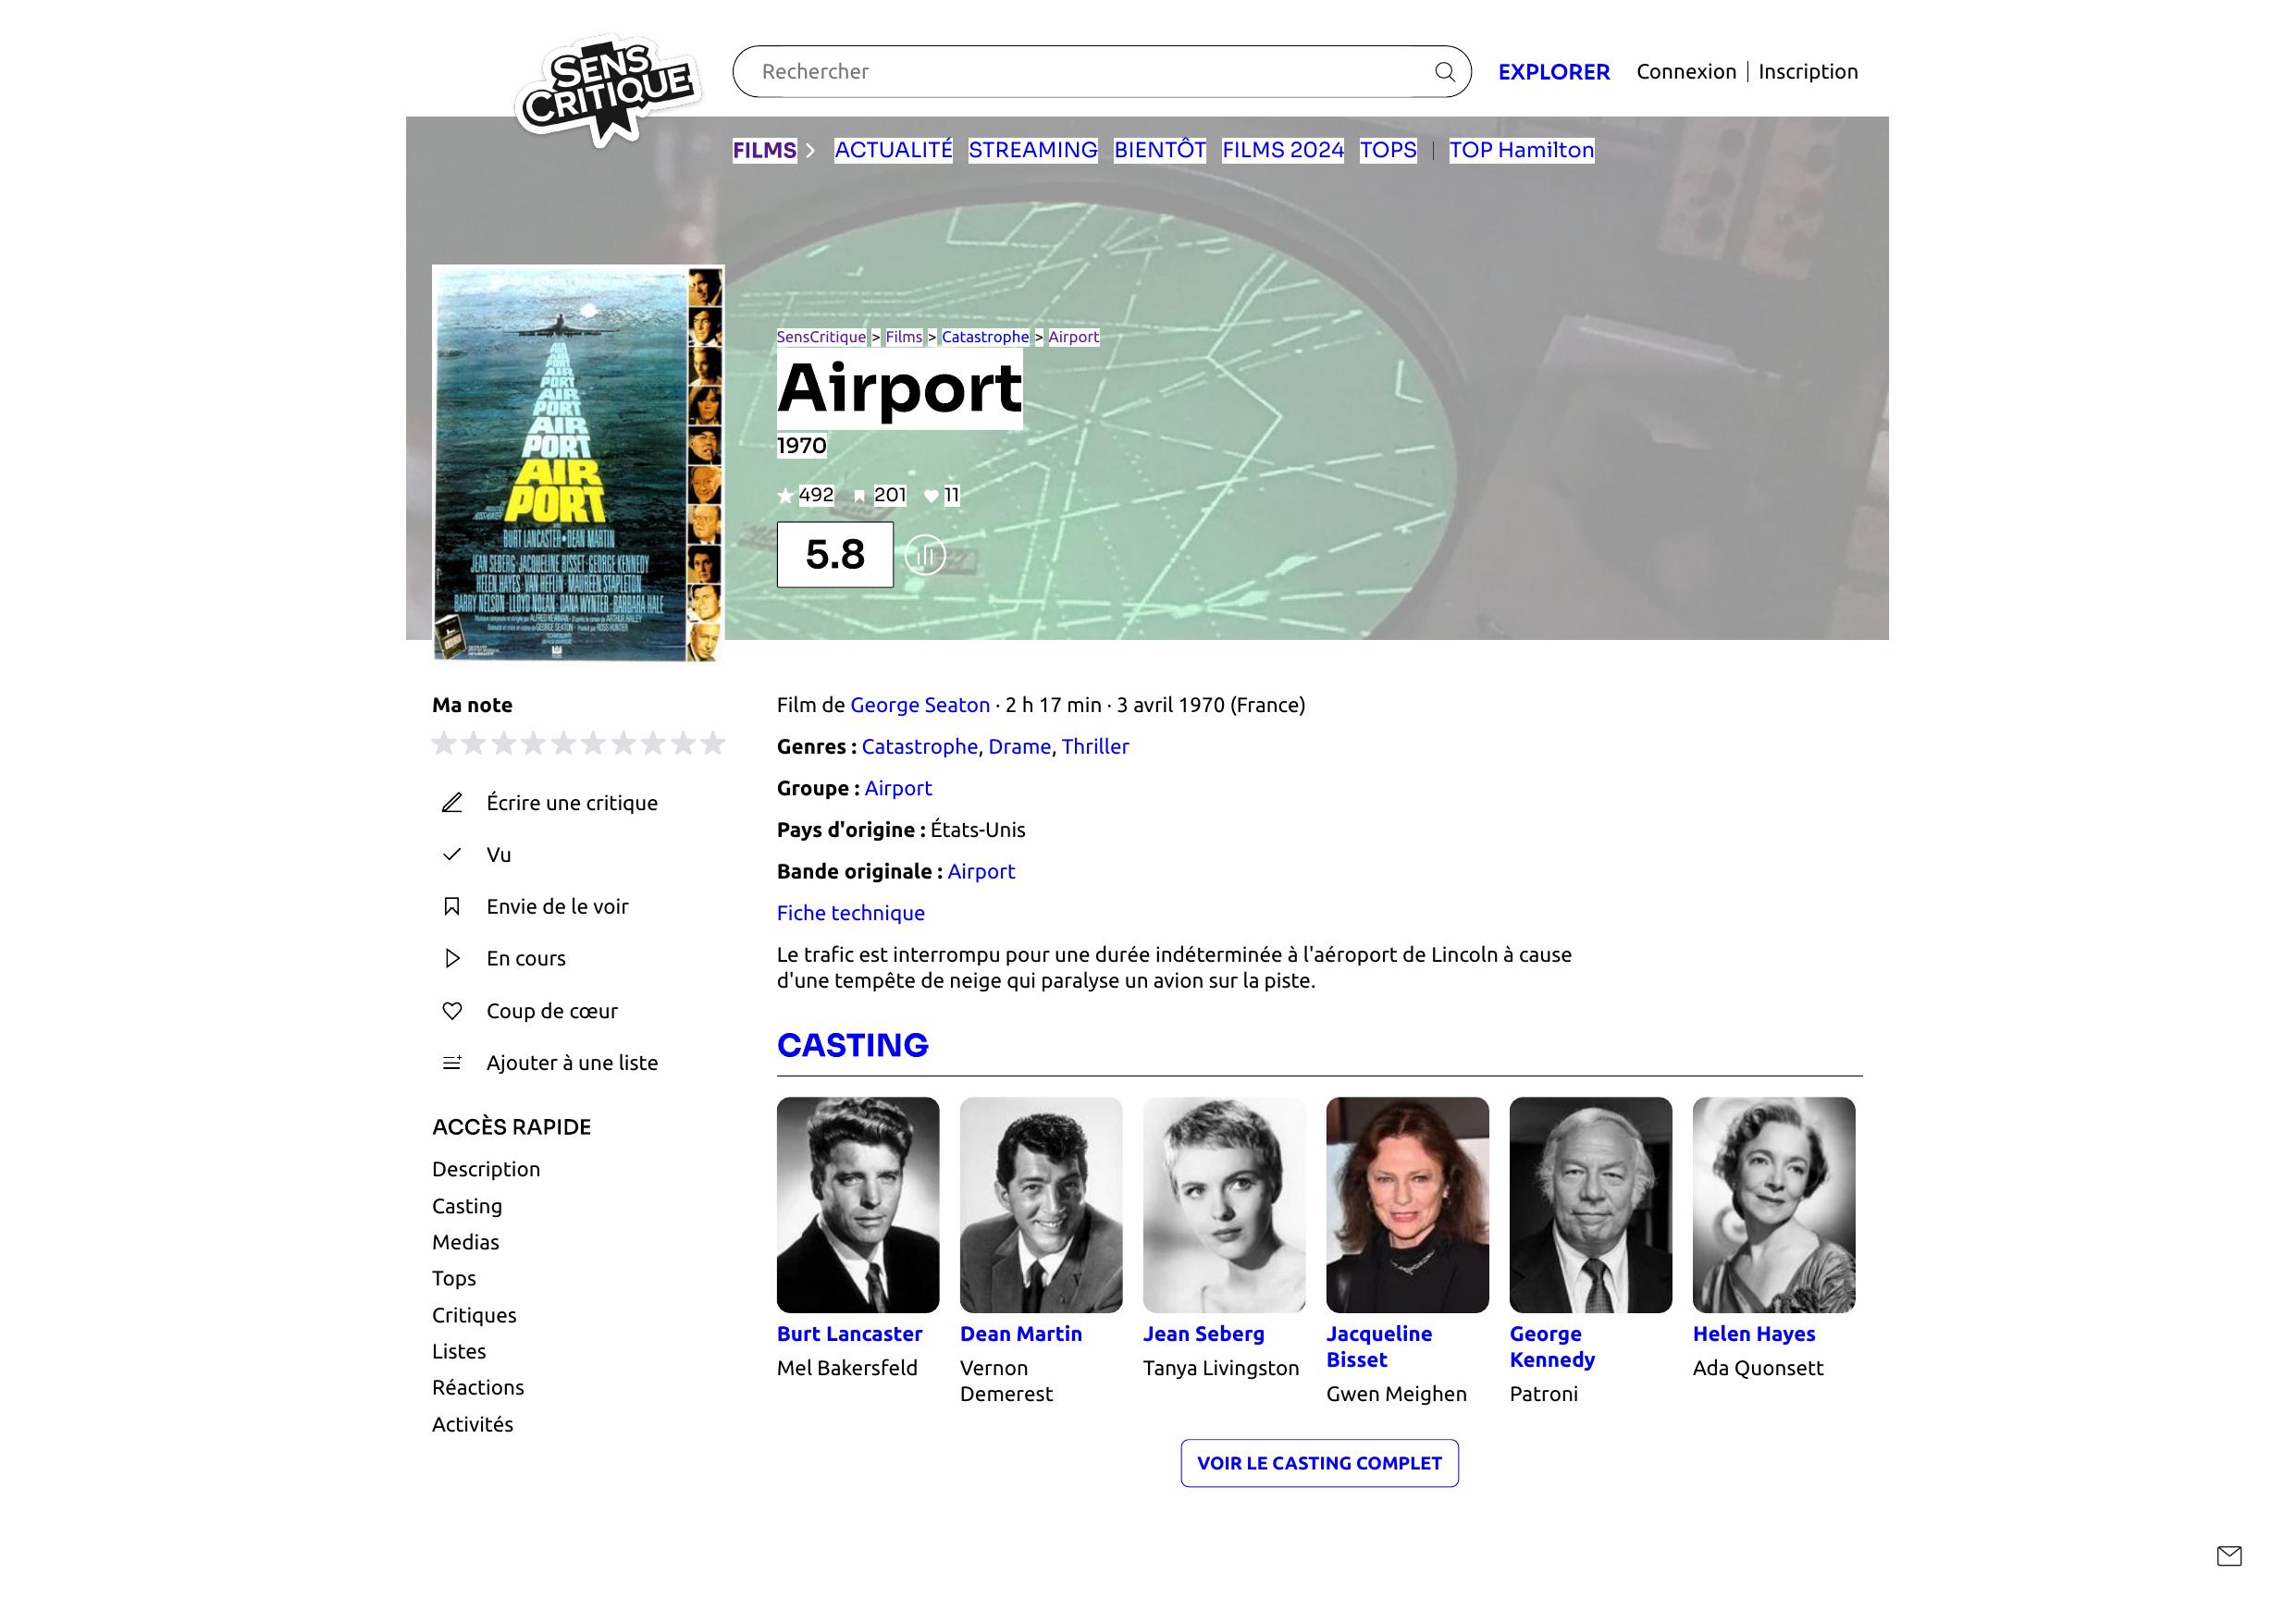 SENS
CRITIQUE
Rechercher
EXPLORER
Connexion | Inscription
FILMS
ACTUALITÉ
STREAMING
BIENTÔT
FILMS 2024
TOPS
|
TOP Hamilton
AIR
PORT
AIR
PORT
AIR
PORT
AIR
PORT
AIR
PORT
BURT LANCASTER • DEAN MARTIN
JEAN SEBERG · JACQUELINE BISSET · GEORGE KENNEDY
HELEN HAYES · VAN HEFLIN · MAUREEN STAPLETON
BARRY NELSON · LLOYD NOLAN · DANA WYNTER · BARBARA HALE
SensCritique > Films > Catastrophe > Airport
Airport
1970
492 201 11
5.8
Ma note
Écrire une critique
Vu
Envie de le voir
En cours
Coup de cœur
Ajouter à une liste
ACCÈS RAPIDE
Description
Casting
Medias
Tops
Critiques
Listes
Réactions
Activités
Film de George Seaton · 2 h 17 min · 3 avril 1970 (France)
Genres : Catastrophe, Drame, Thriller
Groupe : Airport
Pays d'origine : États-Unis
Bande originale : Airport
Fiche technique
Le trafic est interrompu pour une durée indéterminée à l'aéroport de Lincoln à cause
d'une tempête de neige qui paralyse un avion sur la piste.
CASTING
Burt Lancaster
Mel Bakersfeld
Dean Martin
Vernon
Demerest
Jean Seberg
Tanya Livingston
Jacqueline
Bisset
Gwen Meighen
George
Kennedy
Patroni
Helen Hayes
Ada Quonsett
VOIR LE CASTING COMPLET